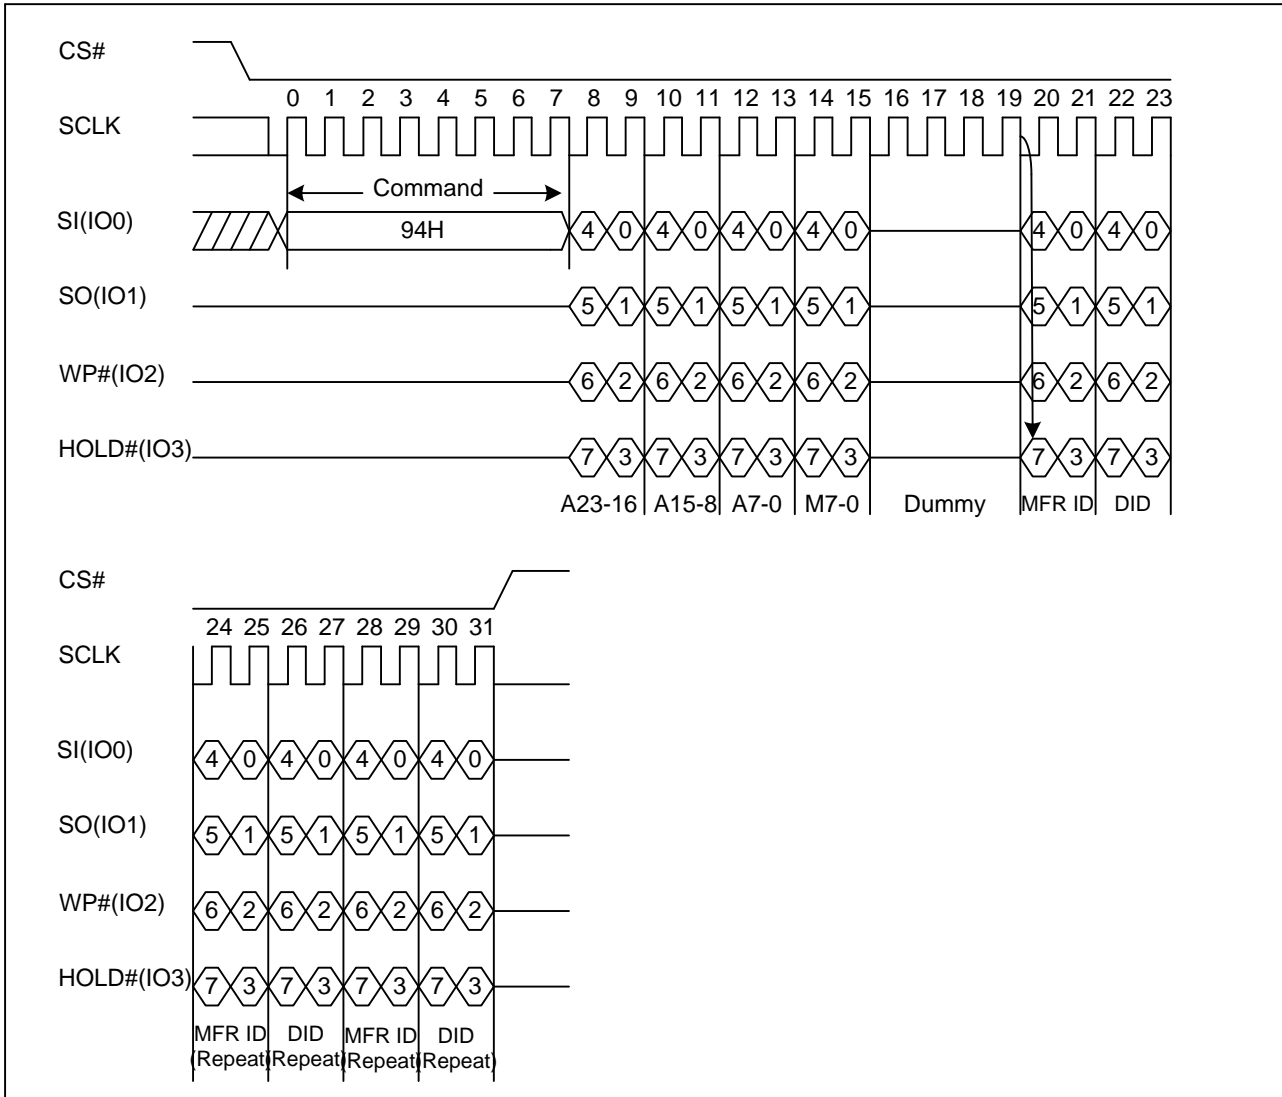 CS#
0 1 2 3 4 5 6 7 8 9 10 11 12 13 14 15 16 17 18 19 20 21 22 23
SCLK
Command
SI(IO0)
94H
4 0 4 0 4 0 4 0 4 0 4 0
SO(IO1)
5 1 5 1 5 1 5 1 5 1 5 1
WP#(IO2)
6 2 6 2 6 2 6 2 6 2 6 2
HOLD#(IO3)
7 3 7 3 7 3 7 3 7 3 7 3
A23-16 A15-8 A7-0 M7-0 Dummy MFR ID DID
CS#
24 25 26 27 28 29 30 31
SCLK
SI(IO0)
4 0 4 0 4 0 4 0
SO(IO1)
5 1 5 1 5 1 5 1
WP#(IO2)
6 2 6 2 6 2 6 2
HOLD#(IO3)
7 3 7 3 7 3 7 3
MFR ID DID MFR ID DID
(Repeat) (Repeat) (Repeat) (Repeat)